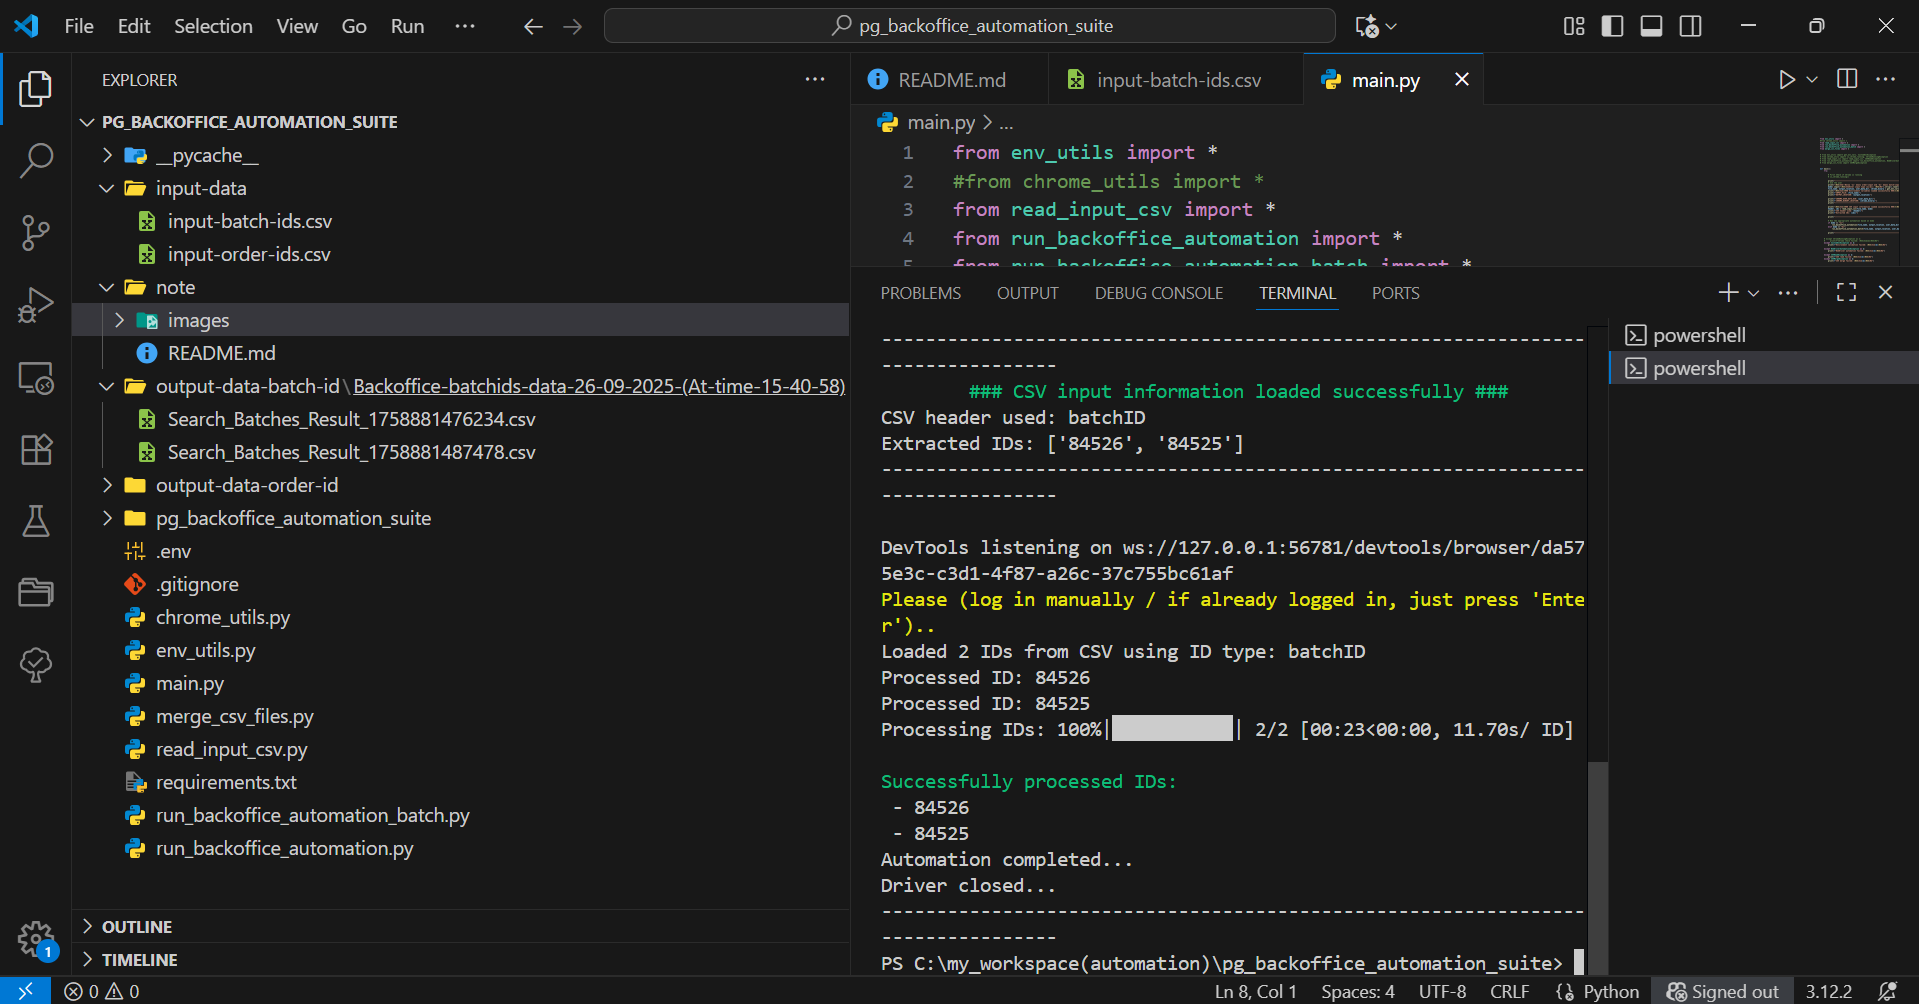 File Edit Selection View Go Run ···
pg_backoffice_automation_suite
EXPLORER
PG_BACKOFFICE_AUTOMATION_SUITE
__pycache__
input-data
input-batch-ids.csv
input-order-ids.csv
note
images
README.md
output-data-batch-id\Backoffice-batchids-data-26-09-2025-(At-time-15-40-58)
Search_Batches_Result_1758881476234.csv
Search_Batches_Result_1758881487478.csv
output-data-order-id
pg_backoffice_automation_suite
.env
.gitignore
chrome_utils.py
env_utils.py
main.py
merge_csv_files.py
read_input_csv.py
requirements.txt
run_backoffice_automation_batch.py
run_backoffice_automation.py
OUTLINE
TIMELINE
1
README.md input-batch-ids.csv main.py
main.py > ...
1 from env_utils import *
2 #from chrome_utils import *
3 from read_input_csv import *
4 from run_backoffice_automation import *
5 from run_backoffice_automation_batch import *
PROBLEMS OUTPUT DEBUG CONSOLE TERMINAL PORTS
----------------------------------------------------------------
----------------
### CSV input information loaded successfully ###
CSV header used: batchID
Extracted IDs: ['84526', '84525']
----------------------------------------------------------------
----------------
DevTools listening on ws://127.0.0.1:56781/devtools/browser/da57
5e3c-c3d1-4f87-a26c-37c755bc61af
Please (log in manually / if already logged in, just press 'Ente
r')..
Loaded 2 IDs from CSV using ID type: batchID
Processed ID: 84526
Processed ID: 84525
Processing IDs: 100%|███████████| 2/2 [00:23<00:00, 11.70s/ ID]
Successfully processed IDs:
- 84526
- 84525
Automation completed...
Driver closed...
----------------------------------------------------------------
----------------
PS C:\my_workspace(automation)\pg_backoffice_automation_suite>
powershell
powershell
0 0 Ln 8, Col 1 Spaces: 4 UTF-8 CRLF Python Signed out 3.12.2